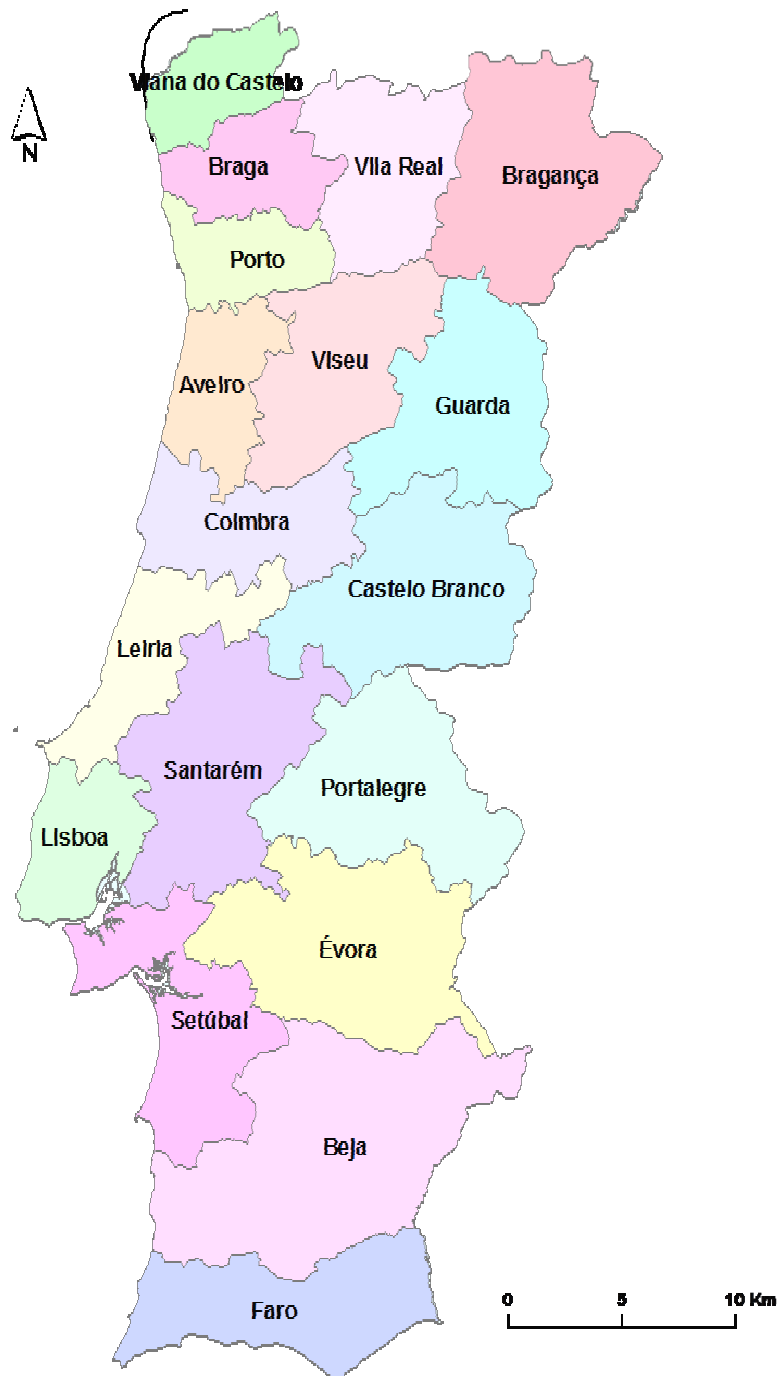 Viana do Castelo
N
Braga
Vila Real
Bragança
Porto
Aveiro
Viseu
Guarda
Coimbra
Castelo Branco
Leiria
Santarém
Portalegre
Lisboa
Évora
Setúbal
Beja
Faro
0 5 10 Km